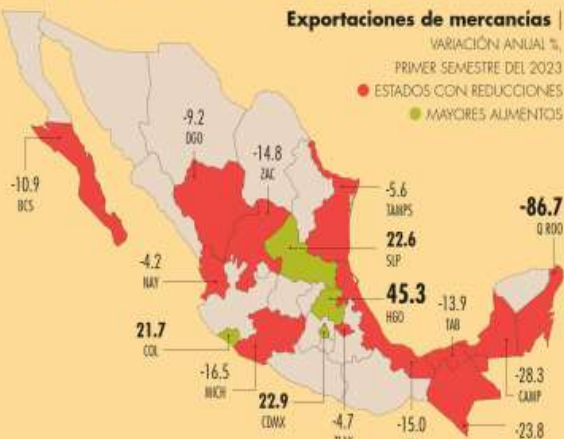 Exportaciones de mercancías |
VARIACIÓN ANUAL %,
PRIMER SEMESTRE DEL 2023
ESTADOS CON REDUCCIONES
MAYORES AUMENTOS
-9.2
DGO
-14.8
ZAC
-10.9
BCS
-5.6
TAMPS
-86.7
Q ROO
22.6
SLP
-4.2
NAY
45.3
HGO
-13.9
TAB
21.7
COL
-16.5
MICH
22.9
CDMX
-4.7
-15.0
-28.3
CAMP
-23.8